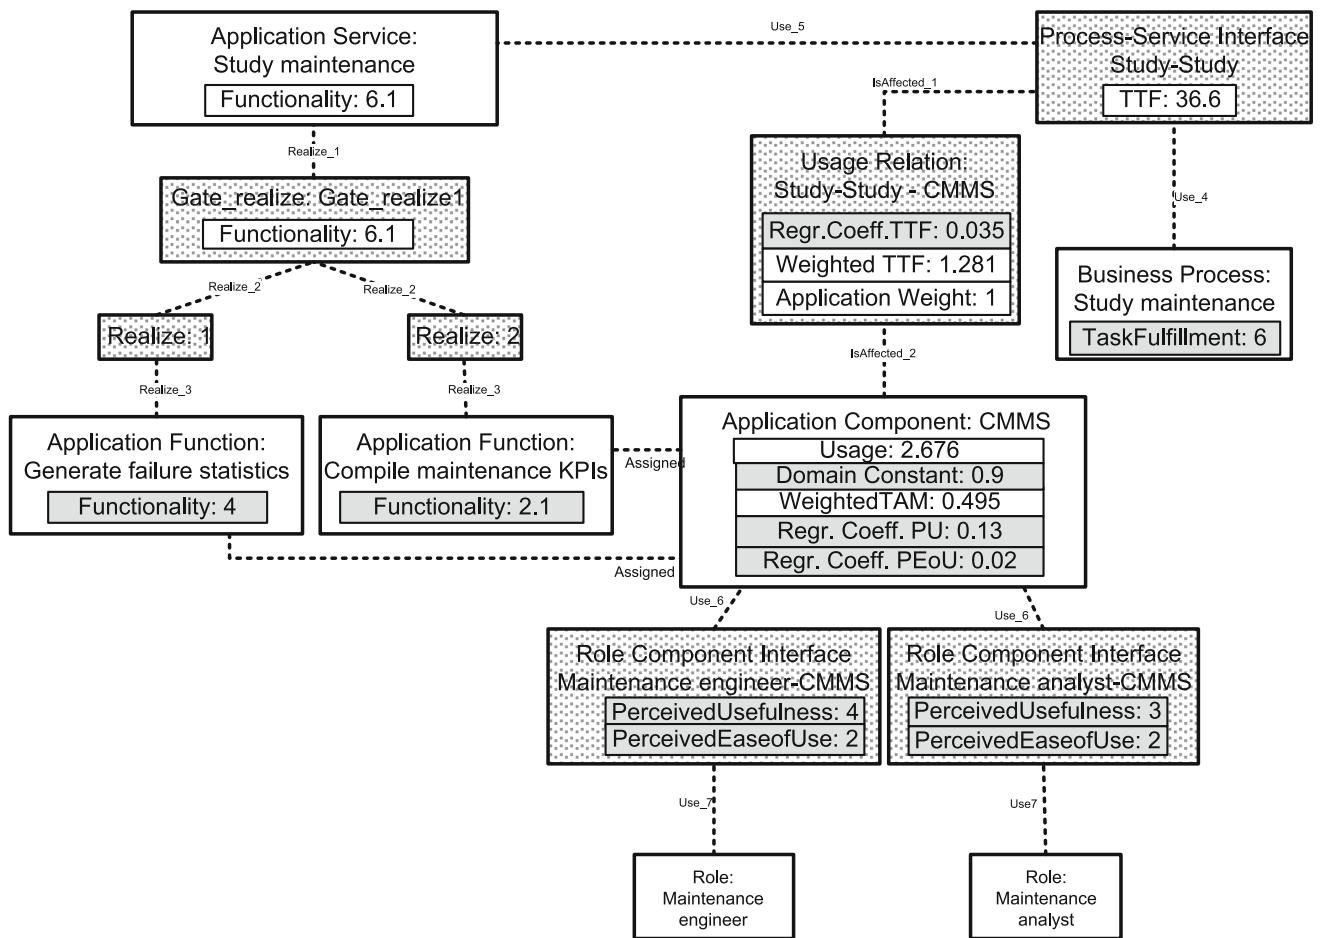 Application Service:
Study maintenance
Functionality: 6.1
Use_5
Process-Service Interface
Study-Study
TTF: 36.6
IsAffected_1
Realize_1
Usage Relation:
Study-Study - CMMS
Regr.Coeff.TTF: 0.035
Weighted TTF: 1.281
Application Weight: 1
Use_4
Gate_realize: Gate_realize1
Functionality: 6.1
Realize_2
Realize_2
Business Process:
Study maintenance
TaskFulfillment: 6
Realize: 1
Realize: 2
IsAffected_2
Realize_3
Realize_3
Application Function:
Generate failure statistics
Functionality: 4
Application Function:
Compile maintenance KPIs
Functionality: 2.1
Assigned
Assigned
Application Component: CMMS
Usage: 2.676
Domain Constant: 0.9
WeightedTAM: 0.495
Regr. Coeff. PU: 0.13
Regr. Coeff. PEoU: 0.02
Use_6
Use_6
Role Component Interface
Maintenance engineer-CMMS
PerceivedUsefulness: 4
PerceivedEaseofUse: 2
Role Component Interface
Maintenance analyst-CMMS
PerceivedUsefulness: 3
PerceivedEaseofUse: 2
Use_7
Use7
Role:
Maintenance
engineer
Role:
Maintenance
analyst